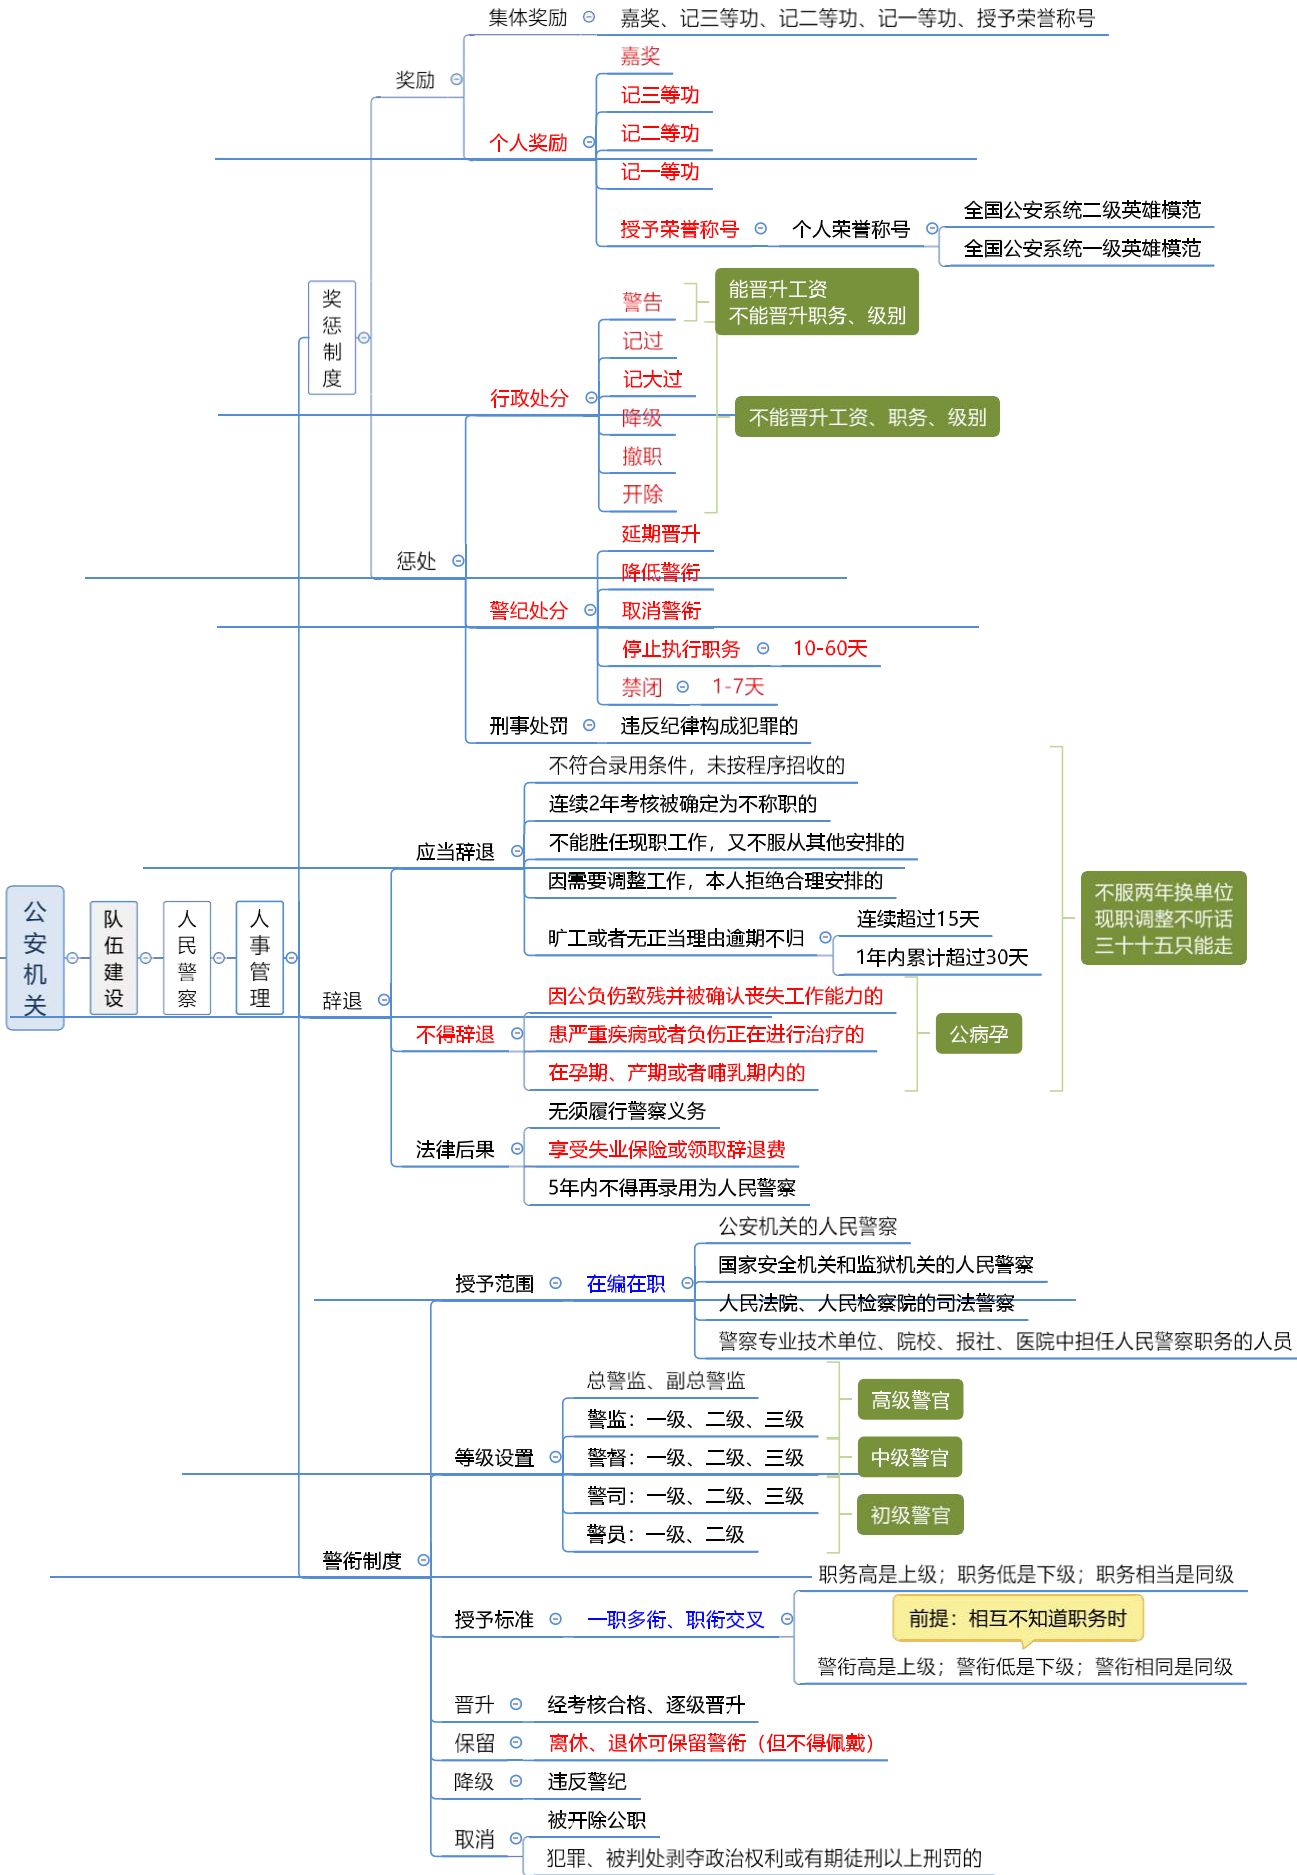 集体奖励
嘉奖、记三等功、记二等功、记一等功、授予荣誉称号
奖励
嘉奖
记三等功
个人奖励
记二等功
记一等功
授予荣誉称号
个人荣誉称号
全国公安系统二级英雄模范
全国公安系统一级英雄模范
奖惩制度
警告
能晋升工资
不能晋升职务、级别
记过
行政处分
记大过
降级
不能晋升工资、职务、级别
撤职
开除
惩处
延期晋升
降低警衔
警纪处分
取消警衔
停止执行职务
10-60天
禁闭
1-7天
刑事处罚
违反纪律构成犯罪的
不符合录用条件，未按程序招收的
连续2年考核被确定为不称职的
应当辞退
不能胜任现职工作，又不服从其他安排的
因需要调整工作，本人拒绝合理安排的
旷工或者无正当理由逾期不归
连续超过15天
1年内累计超过30天
不服两年换单位
现职调整不听话
三十十五只能走
公安机关
队伍建设
人民警察
人事管理
辞退
不得辞退
因公负伤致残并被确认丧失工作能力的
患严重疾病或者负伤正在进行治疗的
在孕期、产期或者哺乳期内的
公病孕
法律后果
无须履行警察义务
享受失业保险或领取辞退费
5年内不得再录用为人民警察
授予范围
在编在职
公安机关的人民警察
国家安全机关和监狱机关的人民警察
人民法院、人民检察院的司法警察
警察专业技术单位、院校、报社、医院中担任人民警察职务的人员
等级设置
总警监、副总警监
警监：一级、二级、三级
高级警官
警督：一级、二级、三级
中级警官
警司：一级、二级、三级
初级警官
警员：一级、二级
警衔制度
授予标准
一职多衔、职衔交叉
职务高是上级；职务低是下级；职务相当是同级
前提：相互不知道职务时
警衔高是上级；警衔低是下级；警衔相同是同级
晋升
经考核合格、逐级晋升
保留
离休、退休可保留警衔（但不得佩戴）
降级
违反警纪
取消
被开除公职
犯罪、被判处剥夺政治权利或有期徒刑以上刑罚的